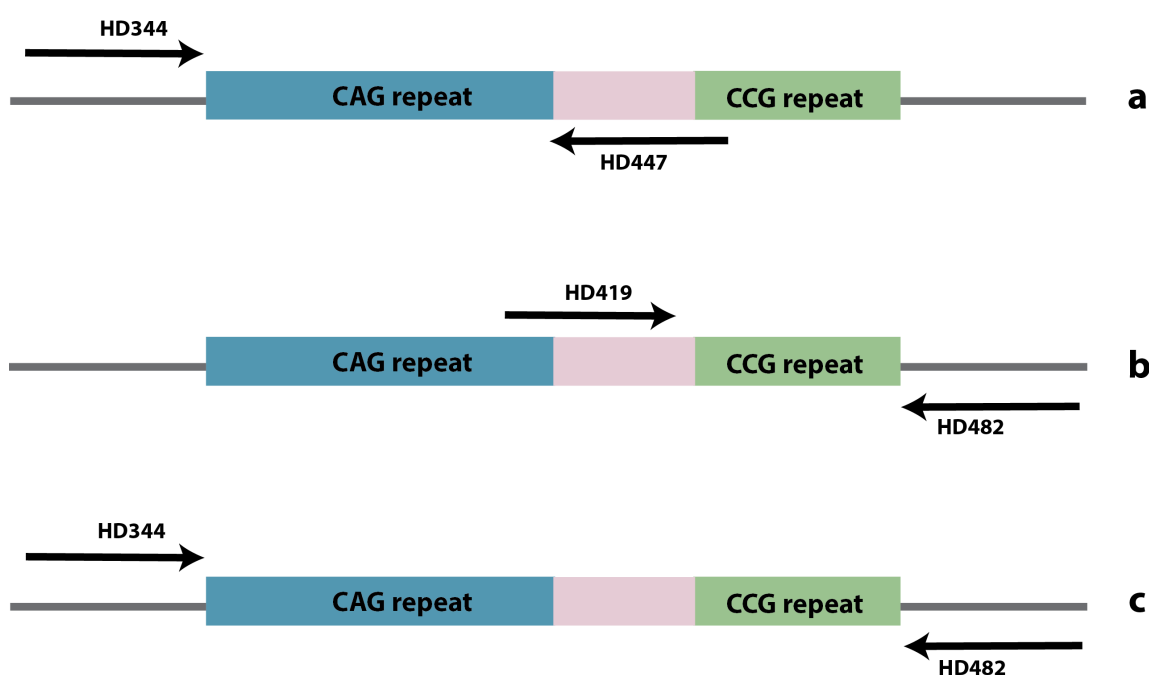 HD344
CAG repeat
CCG repeat
a
HD447
HD419
CAG repeat
CCG repeat
b
HD482
HD344
CAG repeat
CCG repeat
c
HD482